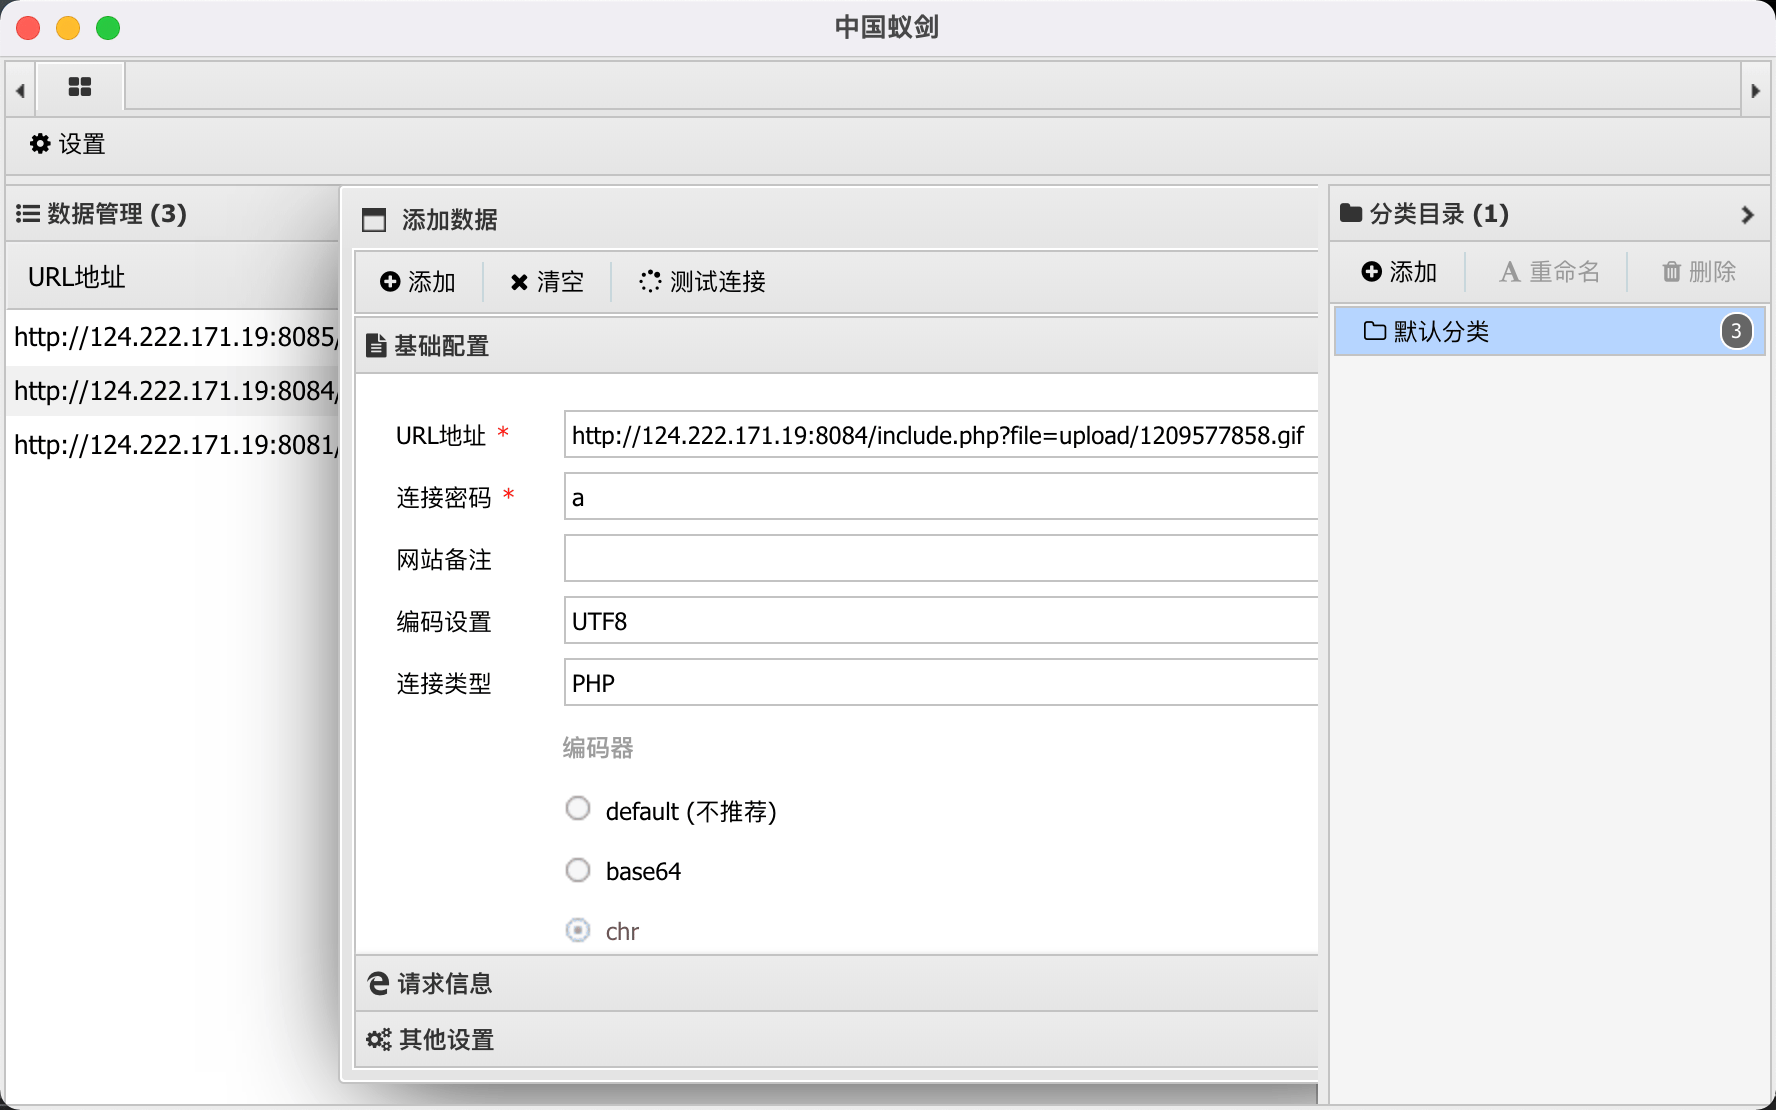 中国蚁剑
设置
数据管理 (3)
URL地址
http://124.222.171.19:8085/
http://124.222.171.19:8084/
http://124.222.171.19:8081/
添加数据
添加
清空
测试连接
基础配置
URL地址 *
http://124.222.171.19:8084/include.php?file=upload/1209577858.gif
连接密码 *
a
网站备注
编码设置
UTF8
连接类型
PHP
编码器
default (不推荐)
base64
chr
请求信息
其他设置
分类目录 (1)
添加
重命名
删除
默认分类
3